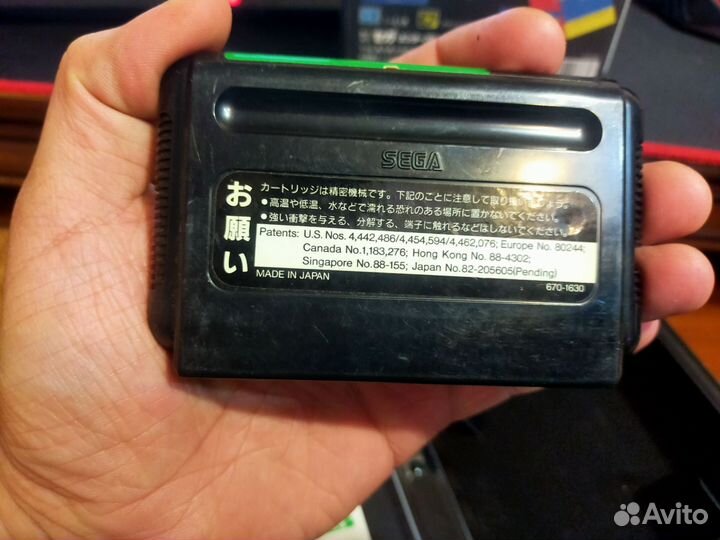 SEGA
お願い
カートリッジは精密機械です。下記のことに注意して取り扱いましょう。
●高温や低温、水などで濡れる恐れのある場所に置かないでください。
●強い衝撃を与える、分解する、端子に触れるなどはしないでください。
Patents: U.S. Nos. 4,442,486/4,454,594/4,462,076; Europe No. 80244;
Canada No.1,183,276; Hong Kong No. 88-4302;
Singapore No.88-155; Japan No.82-205605(Pending)
MADE IN JAPAN
670-1630
Avito